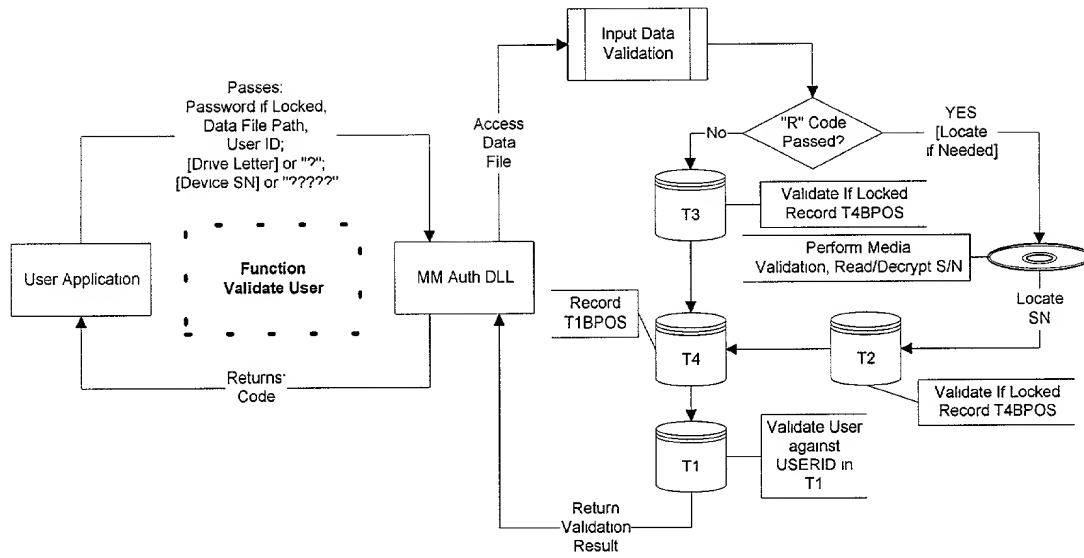 Input Data
Validation
Passes:
Password if Locked,
Data File Path,
User ID;
[Drive Letter] or "?";
[Device SN] or "?????"
Access
Data
File
"R" Code
Passed?
No
YES
[Locate
if Needed]
T3
Validate If Locked
Record T4BPOS
Perform Media
Validation, Read/Decrypt S/N
User Application
Function
Validate User
MM Auth DLL
Locate
SN
Record
T1BPOS
T4
T2
Returns:
Code
Validate If Locked
Record T4BPOS
T1
Validate User
against
USERID in
T1
Return
Validation
Result